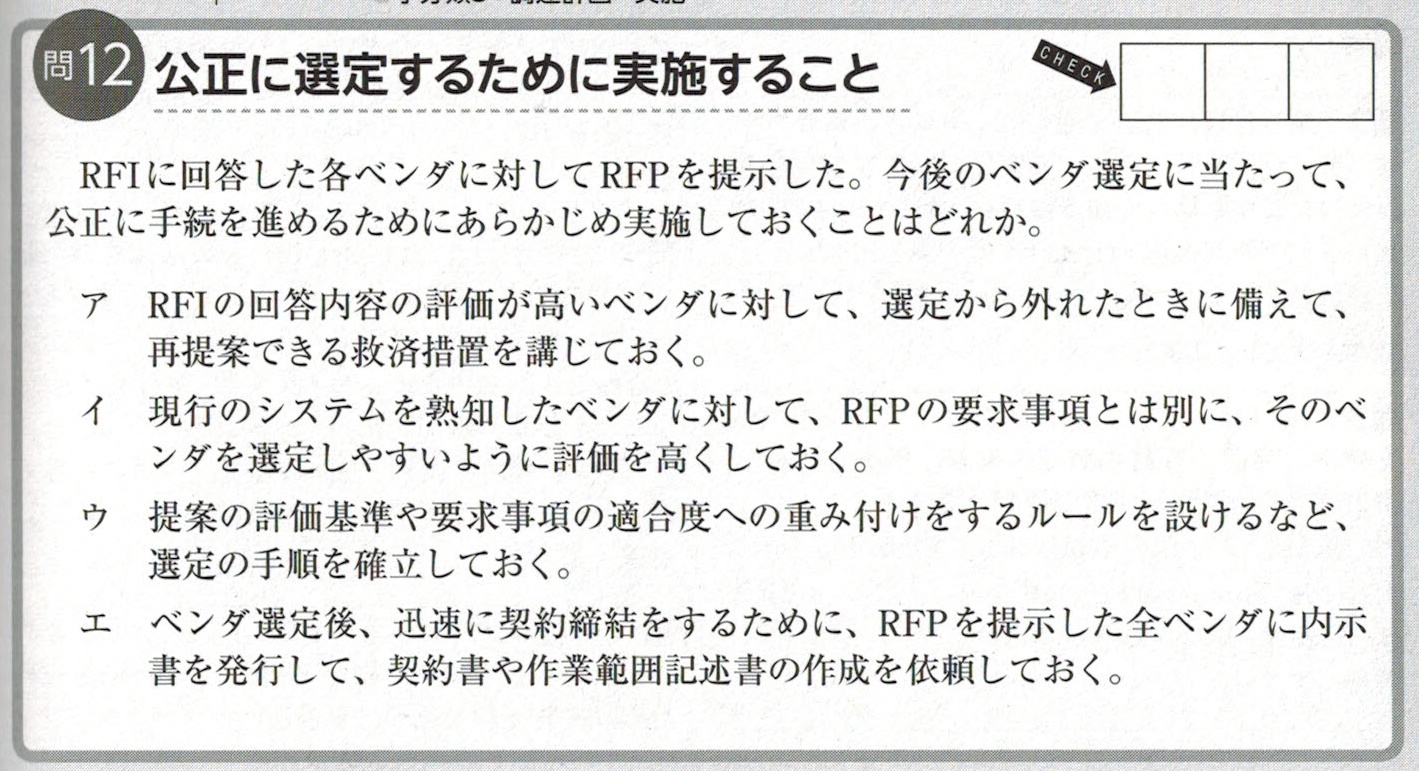 問12 公正に選定するために実施すること
CHECK
RFIに回答した各ベンダに対してRFPを提示した。今後のベンダ選定に当たって、
公正に手続を進めるためにあらかじめ実施しておくことはどれか。
ア RFIの回答内容の評価が高いベンダに対して、選定から外れたときに備えて、
再提案できる救済措置を講じておく。
イ 現行のシステムを熟知したベンダに対して、RFPの要求事項とは別に、そのベ
ンダを選定しやすいように評価を高くしておく。
ウ 提案の評価基準や要求事項の適合度への重み付けをするルールを設けるなど、
選定の手順を確立しておく。
エ ベンダ選定後、迅速に契約締結をするために、RFPを提示した全ベンダに内示
書を発行して、契約書や作業範囲記述書の作成を依頼しておく。